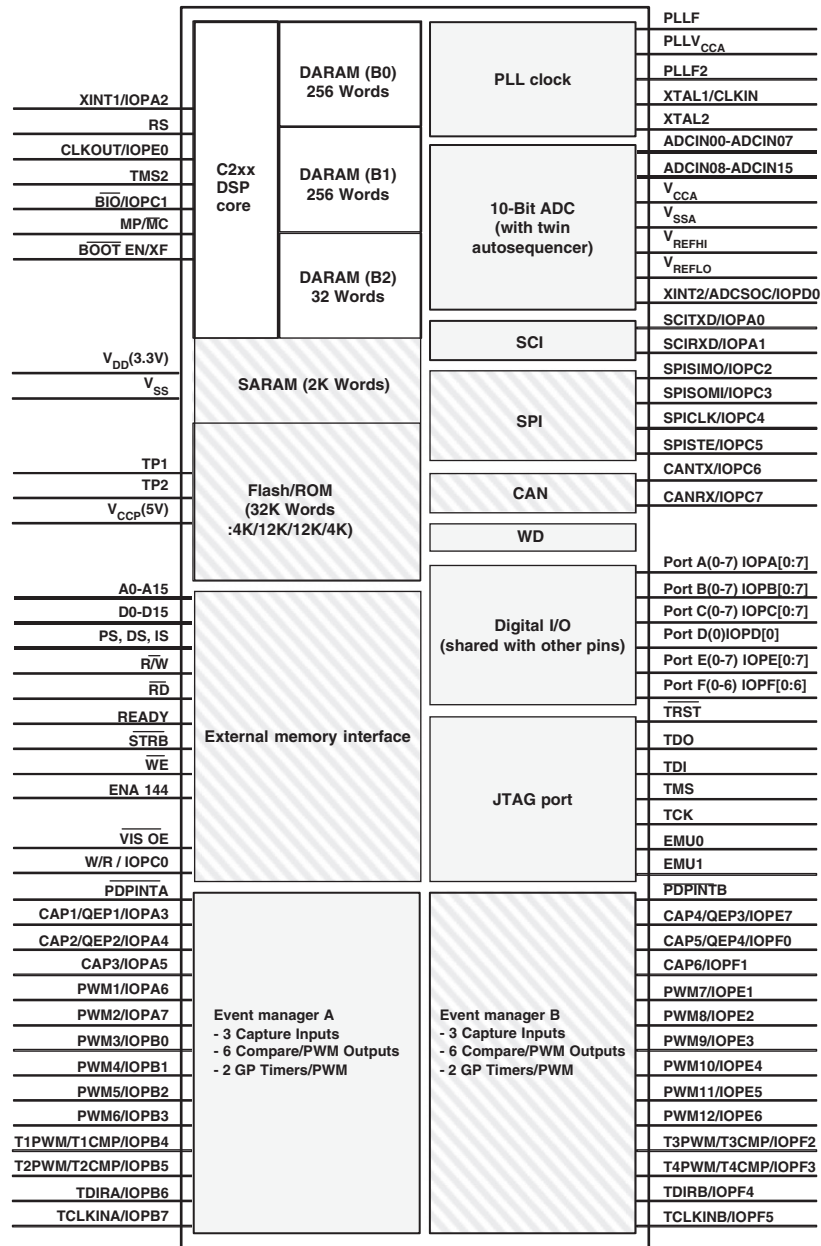 XINT1/IOPA2
RS
CLKOUT/IOPE0
TMS2
BIO/IOPC1
MP/MC
BOOT EN/XF
VDD(3.3V)
VSS
TP1
TP2
VCCP(5V)
A0-A15
D0-D15
PS, DS, IS
R/W
RD
READY
STRB
WE
ENA 144
VIS OE
W/R / IOPC0
PDPINTA
CAP1/QEP1/IOPA3
CAP2/QEP2/IOPA4
CAP3/IOPA5
PWM1/IOPA6
PWM2/IOPA7
PWM3/IOPB0
PWM4/IOPB1
PWM5/IOPB2
PWM6/IOPB3
T1PWM/T1CMP/IOPB4
T2PWM/T2CMP/IOPB5
TDIRA/IOPB6
TCLKINA/IOPB7
C2xx
DSP
core
DARAM (B0)
256 Words
DARAM (B1)
256 Words
DARAM (B2)
32 Words
SARAM (2K Words)
Flash/ROM
(32K Words
:4K/12K/12K/4K)
External memory interface
Event manager A
- 3 Capture Inputs
- 6 Compare/PWM Outputs
- 2 GP Timers/PWM
PLL clock
10-Bit ADC
(with twin
autosequencer)
SCI
SPI
CAN
WD
Digital I/O
(shared with other pins)
JTAG port
Event manager B
- 3 Capture Inputs
- 6 Compare/PWM Outputs
- 2 GP Timers/PWM
PLLF
PLLVCCA
PLLF2
XTAL1/CLKIN
XTAL2
ADCIN00-ADCIN07
ADCIN08-ADCIN15
VCCA
VSSA
VREFHI
VREFLO
XINT2/ADCSOC/IOPD0
SCITXD/IOPA0
SCIRXD/IOPA1
SPISIMO/IOPC2
SPISOMI/IOPC3
SPICLK/IOPC4
SPISTE/IOPC5
CANTX/IOPC6
CANRX/IOPC7
Port A(0-7) IOPA[0:7]
Port B(0-7) IOPB[0:7]
Port C(0-7) IOPC[0:7]
Port D(0)IOPD[0]
Port E(0-7) IOPE[0:7]
Port F(0-6) IOPF[0:6]
TRST
TDO
TDI
TMS
TCK
EMU0
EMU1
PDPINTB
CAP4/QEP3/IOPE7
CAP5/QEP4/IOPF0
CAP6/IOPF1
PWM7/IOPE1
PWM8/IOPE2
PWM9/IOPE3
PWM10/IOPE4
PWM11/IOPE5
PWM12/IOPE6
T3PWM/T3CMP/IOPF2
T4PWM/T4CMP/IOPF3
TDIRB/IOPF4
TCLKINB/IOPF5